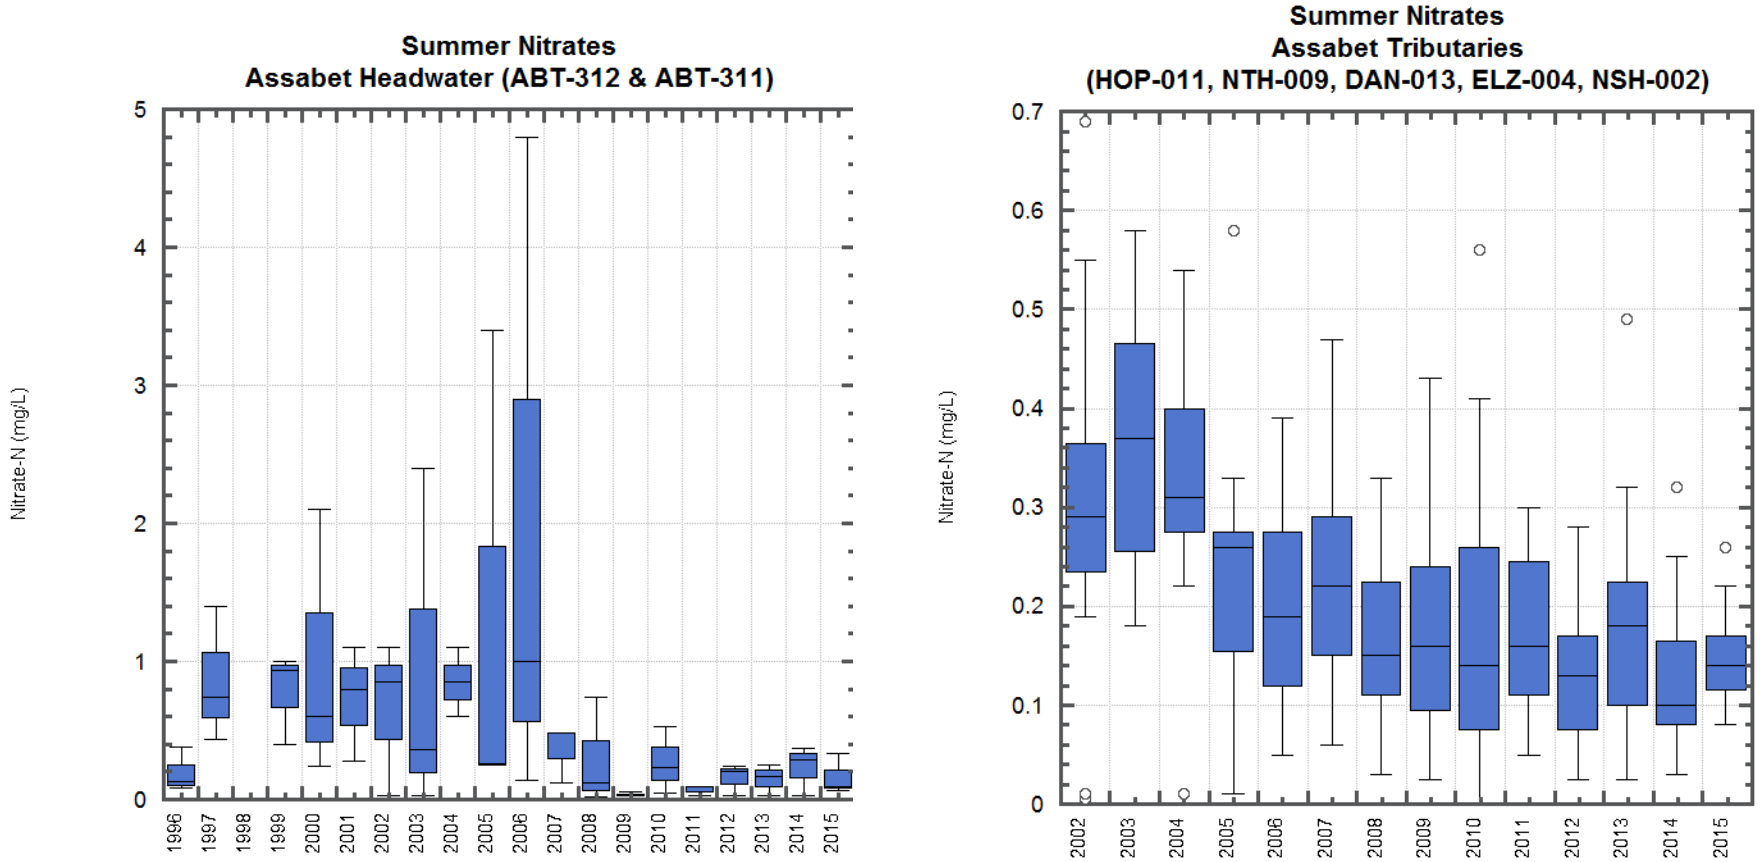 Summer Nitrates
Assabet Headwater (ABT-312 & ABT-311)
Nitrate-N (mg/L)
5
4
3
2
1
0
1996 1997 1998 1999 2000 2001 2002 2003 2004 2005 2006 2007 2008 2009 2010 2011 2012 2013 2014 2015
Summer Nitrates
Assabet Tributaries
(HOP-011, NTH-009, DAN-013, ELZ-004, NSH-002)
Nitrate-N (mg/L)
0.7
0.6
0.5
0.4
0.3
0.2
0.1
0
2002 2003 2004 2005 2006 2007 2008 2009 2010 2011 2012 2013 2014 2015